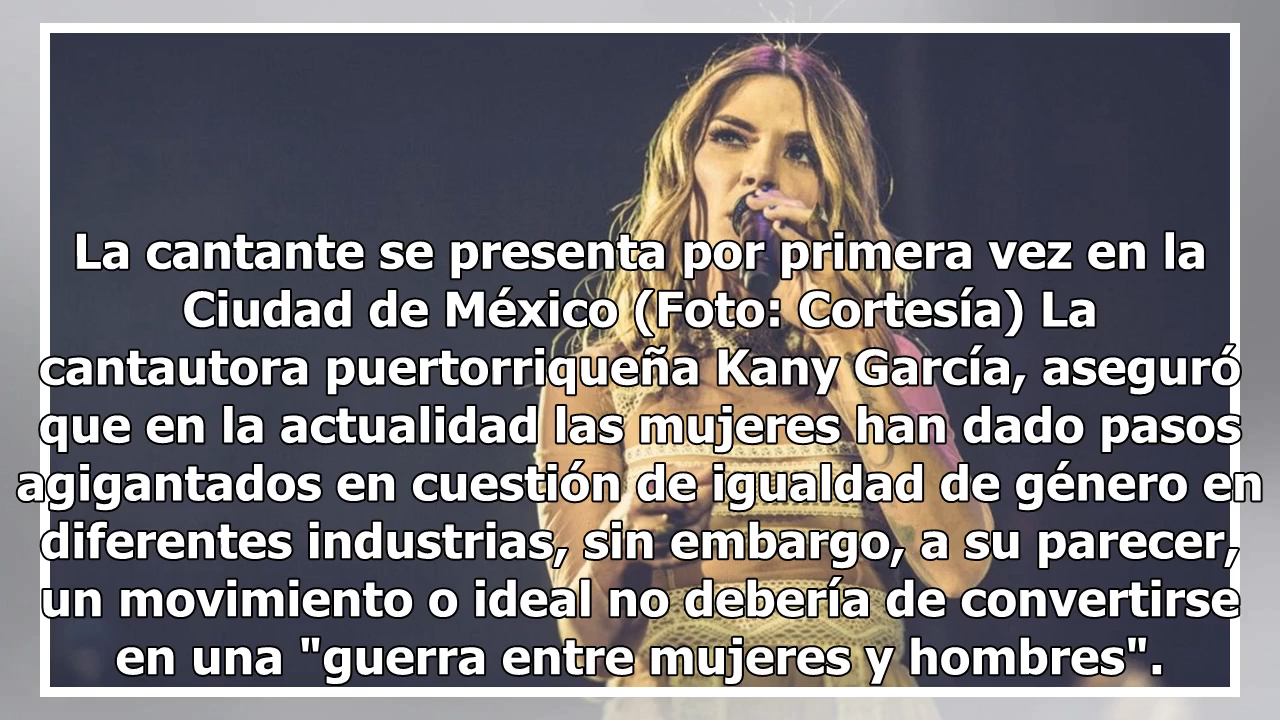 La cantante se presenta por primera vez en la
Ciudad de México (Foto: Cortesía) La
cantautora puertorriqueña Kany García, aseguró
que en la actualidad las mujeres han dado pasos
agigantados en cuestión de igualdad de género en
diferentes industrias, sin embargo, a su parecer,
un movimiento o ideal no debería de convertirse
en una "guerra entre mujeres y hombres".